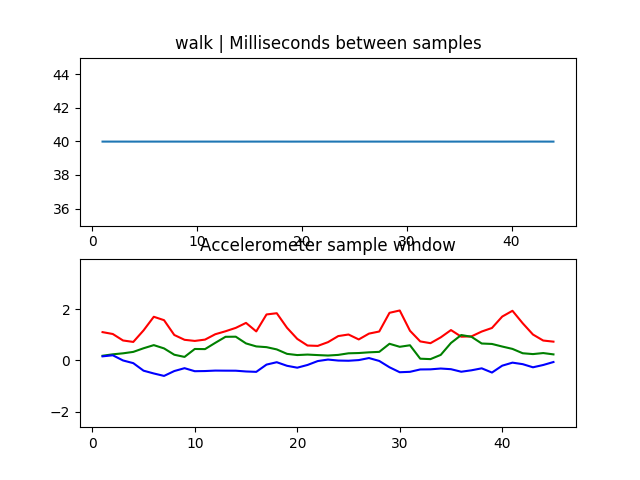 walk | Milliseconds between samples
44
42
40
38
36
0 10 20 30 40
Accelerometer sample window
2
0
−2
0 10 20 30 40